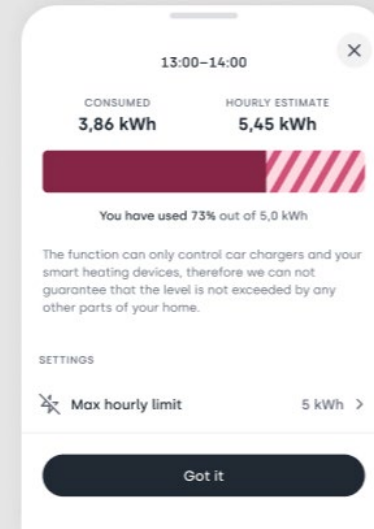 13:00–14:00
CONSUMED
HOURLY ESTIMATE
3,86 kWh
5,45 kWh
You have used 73% out of 5,0 kWh
The function can only control car chargers and your
smart heating devices, therefore we can not
guarantee that the level is not exceeded by any
other parts of your home.
SETTINGS
Max hourly limit
5 kWh
Got it